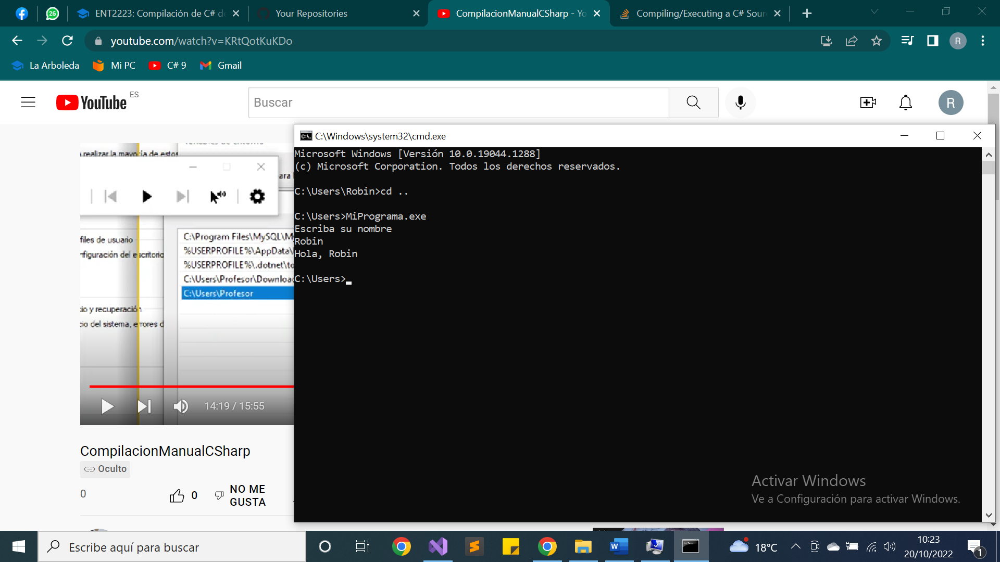 26
ENT2223: Compilación de C# de
Your Repositories
CompilacionManualCSharp - Yo
Compiling/Executing a C# Sour
youtube.com/watch?v=KRtQotKuKDo
R
La Arboleda
Mi PC
C# 9
Gmail
YouTube
ES
Buscar
R
realizar la mayoría de estos
ara
files de usuario
nfiguración del escritorio
C:\Program Files\MySQL\My
%USERPROFILE%\AppData\
%USERPROFILE%\.dotnet\to
C:\Users\Profesor\Download
C:\Users\Profesor
io y recuperación
cio del sistema, errores d
14:19 / 15:55
C:\Windows\system32\cmd.exe
Microsoft Windows [Versión 10.0.19044.1288]
(c) Microsoft Corporation. Todos los derechos reservados.
C:\Users\Robin>cd ..
C:\Users>MiPrograma.exe
Escriba su nombre
Robin
Hola, Robin
C:\Users>
CompilacionManualCSharp
Oculto
0
0
NO ME
GUSTA
Activar Windows
Ve a Configuración para activar Windows.
Escribe aquí para buscar
18°C
10:23
20/10/2022
1